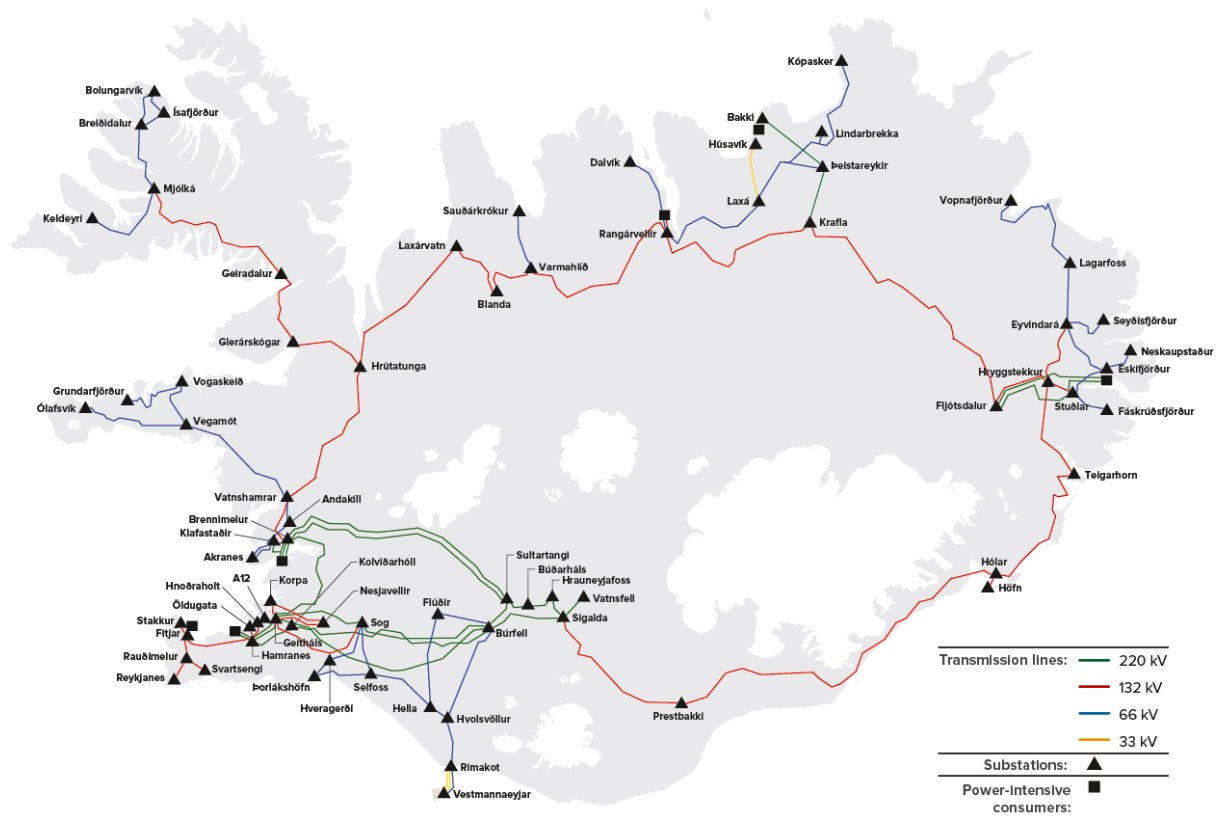 Kópasker
Bolungarvík
Ísafjörður
Breiðidalur
Bakki
Lindarbrekka
Húsavík
Dalvík
Þeistareykir
Mjólká
Laxá
Vopnafjörður
Keldeyri
Sauðárkrókur
Krafla
Rangárvellir
Laxárvatn
Varmahlíð
Lagarfoss
Geiradalur
Blanda
Eyvindará
Seyðisfjörður
Glerárskógar
Neskaupstaður
Hrútatunga
Eskifjörður
Hryggstekkur
Vogaskeið
Grundarfjörður
Ólafsvík
Fljótsdalur
Stuðlar
Fáskrúðsfjörður
Vegamót
Teigarhorn
Vatnshamrar
Andakíll
Brennimelur
Klafastaðir
Akranes
Sultartangi
Kolviðarhóll
Búðarháls
Hólar
A12
Korpa
Hrauneyjafoss
Hnoðraholt
Nesjavellir
Höfn
Öldugata
Flúðir
Vatnsfell
Stakkur
Sog
Sigalda
Fitjar
Búrfell
Geitháls
Hamranes
Rauðimelur
Svartsengi
Reykjanes
Þorlákshöfn
Selfoss
Hveragerði
Hella
Hvolsvöllur
Prestbakki
Rimakot
Vestmannaeyjar
Transmission lines:
220 kV
132 kV
66 kV
33 kV
Substations:
Power-intensive
consumers: